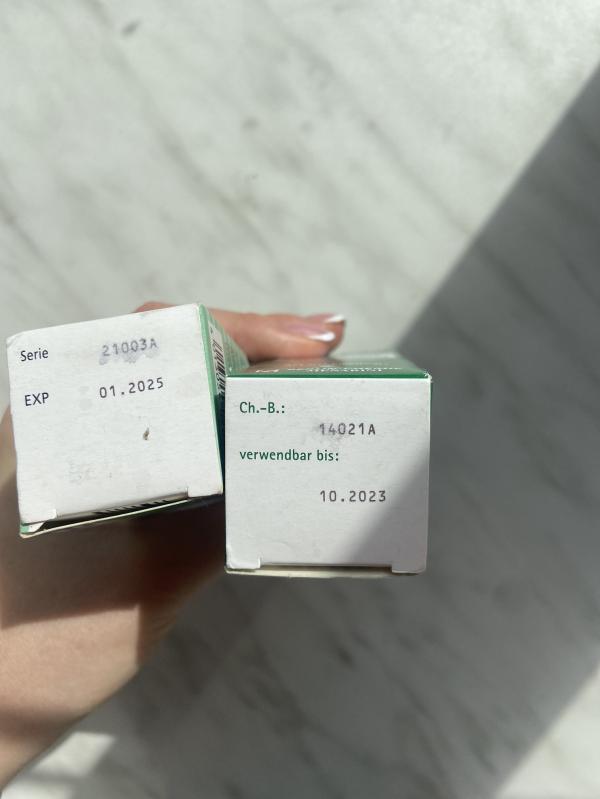 Serie 21003A
EXP 01.2025
Ch.-B.:
14021A
verwendbar bis:
10.2023